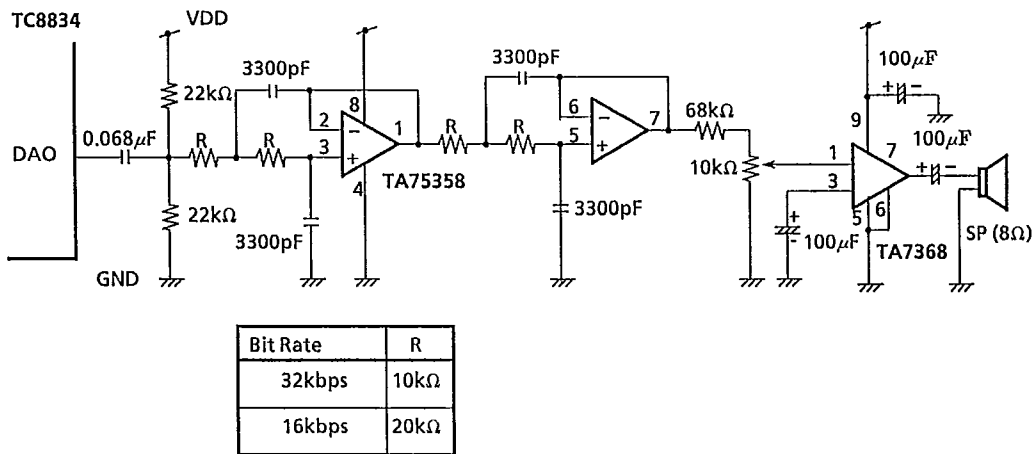 TC8834
VDD
22kΩ
3300pF
3300pF
100μF
0.068μF
DAO
R
R
2
3
8
1
4
TA75358
R
R
6
5
7
68kΩ
10kΩ
9
1
3
7
5
6
100μF
+ -
+ -
+
-
- +
- +
22kΩ
3300pF
3300pF
100μF
TA7368
SP (8Ω)
GND
Bit Rate R
32kbps 10kΩ
16kbps 20kΩ